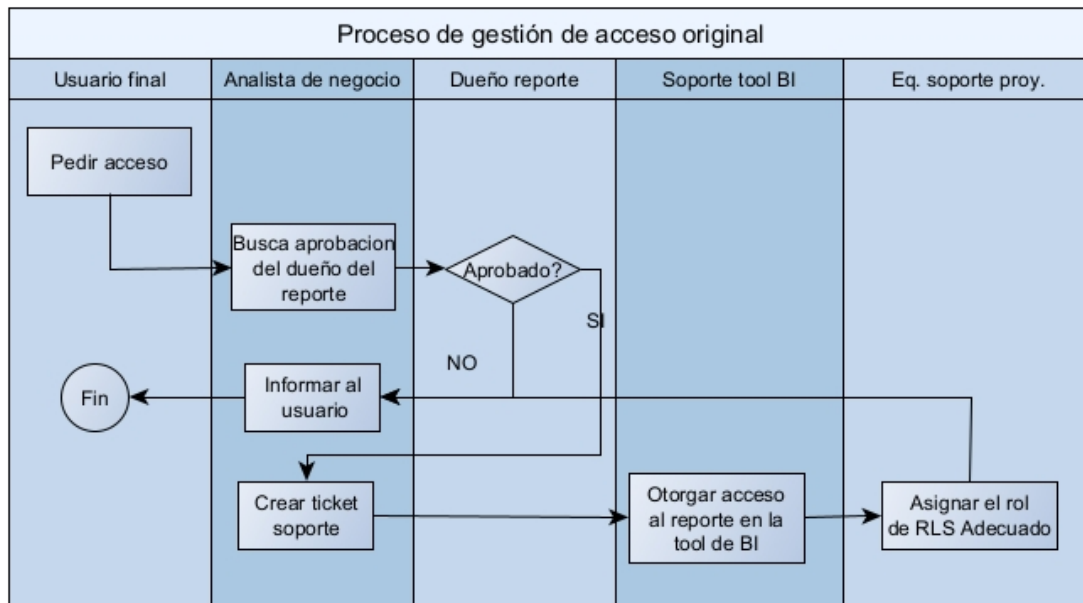 Proceso de gestión de acceso original
Usuario final
Analista de negocio
Dueño reporte
Soporte tool BI
Eq. soporte proy.
Pedir acceso
Busca aprobacion
del dueño del
reporte
Aprobado?
SI
NO
Informar al
usuario
Fin
Crear ticket
soporte
Otorgar acceso
al reporte en la
tool de BI
Asignar el rol
de RLS Adecuado